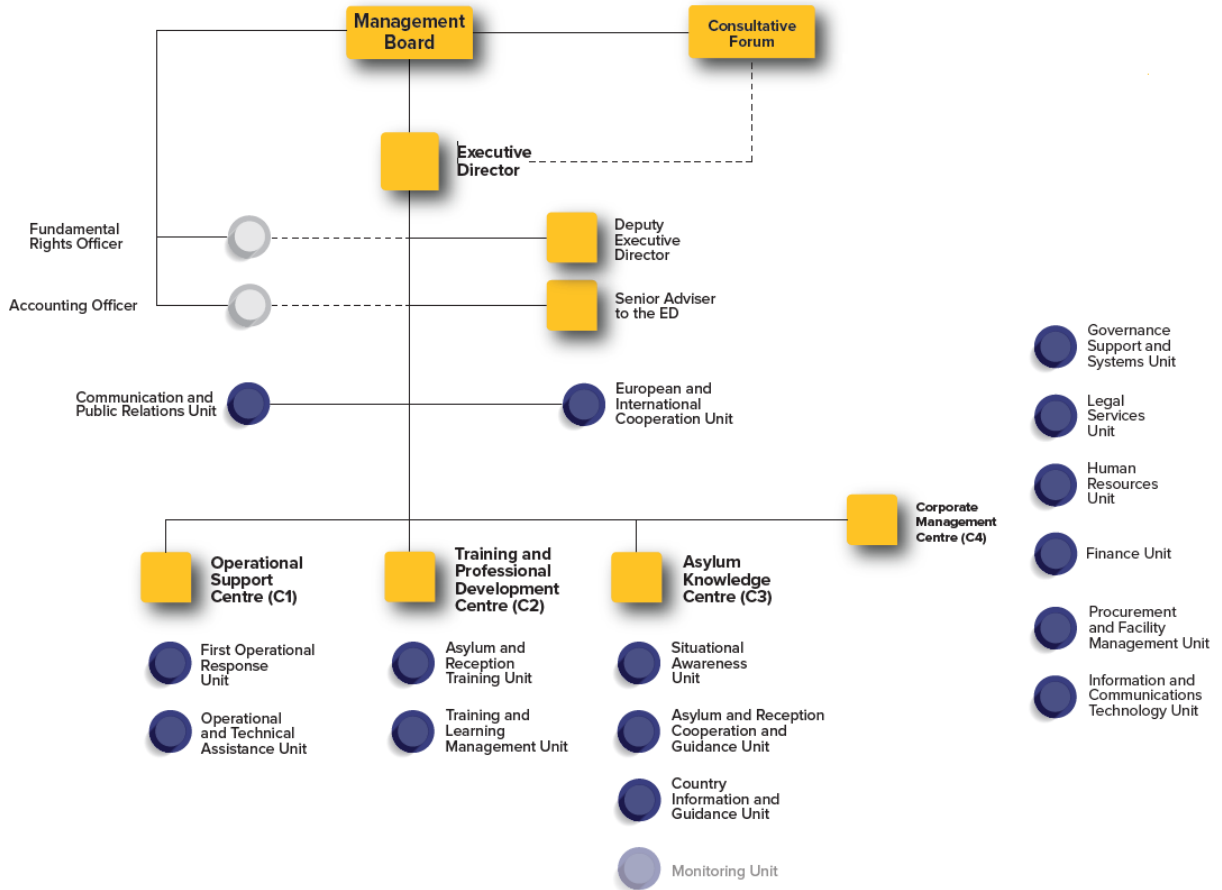 Management
Board
Consultative
Forum
Executive
Director
Fundamental
Rights Officer
Deputy
Executive
Director
Accounting Officer
Senior Adviser
to the ED
Communication and
Public Relations Unit
European and
International
Cooperation Unit
Governance
Support and
Systems Unit
Legal
Services
Unit
Human
Resources
Unit
Finance Unit
Procurement
and Facility
Management Unit
Information and
Communications
Technology Unit
Corporate
Management
Centre (C4)
Operational
Support
Centre (C1)
First Operational
Response
Unit
Operational
and Technical
Assistance Unit
Training and
Professional
Development
Centre (C2)
Asylum and
Reception
Training Unit
Training and
Learning
Management Unit
Asylum
Knowledge
Centre (C3)
Situational
Awareness
Unit
Asylum and Reception
Cooperation and
Guidance Unit
Country
Information and
Guidance Unit
Monitoring Unit